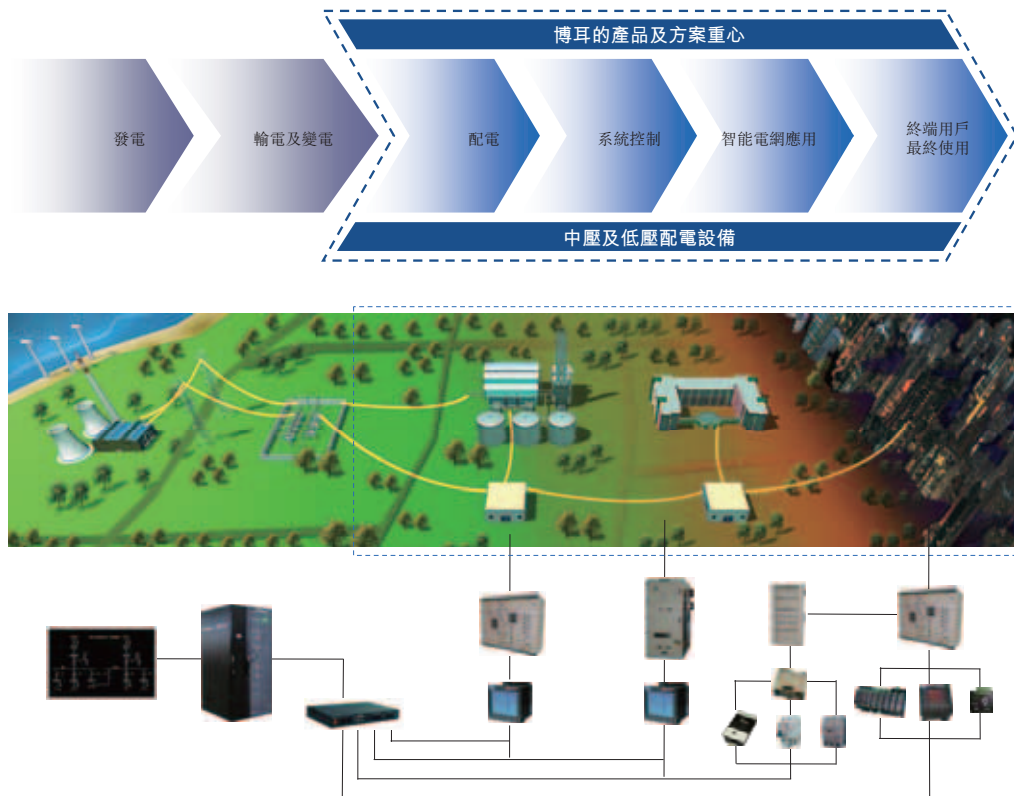 博耳的產品及方案重心
發電
輸電及變電
配電
系統控制
智能電網應用
終端用戶
最終使用
中壓及低壓配電設備